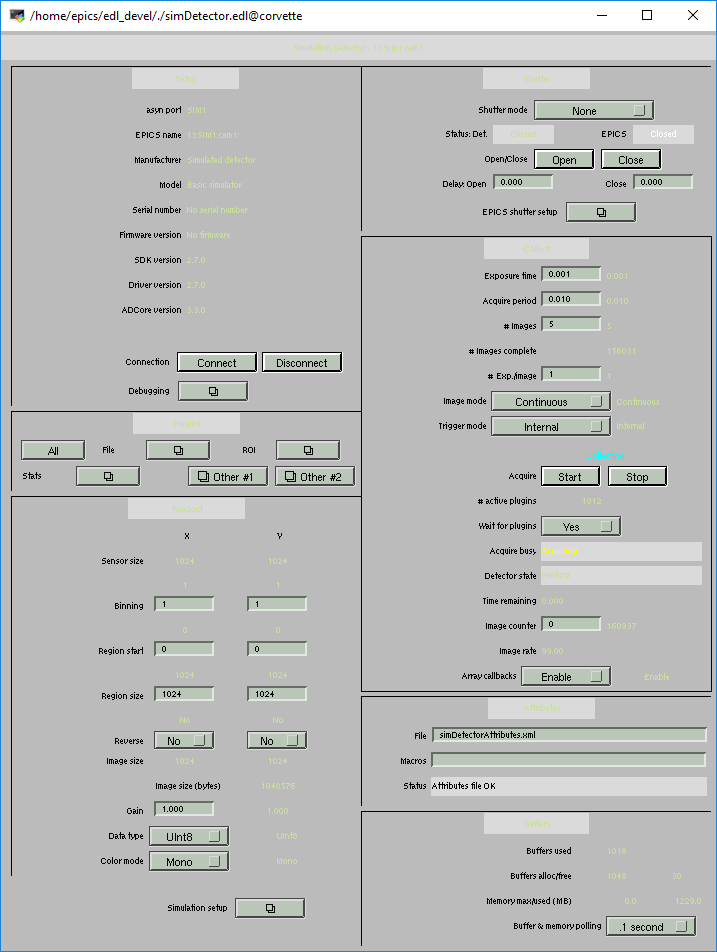 /home/epics/edl_devel/./simDetector.edl@corvette
Simulation Detector - 13SIM1:cam1
Setup
asyn port SIM1
EPICS name 13SIM1:cam1
Manufacturer Simulated detector
Model Basic simulator
Serial number No serial number
Firmware version No firmware
SDK version 2.7.0
Driver version 2.7.0
ADCore version 3.3.0
Connection Connect Disconnect
Debugging
Plugins
All File ROI
Stats Other #1 Other #2
Readout
X Y
Sensor size 1024 1024
1 1
Binning 1 1
0 0
Region start 0 0
1024 1024
Region size 1024 1024
No No
Reverse No No
Image size 1024 1024
Image size (bytes) 1048576
Gain 1.000 1.000
Data type UInt8 UInt8
Color mode Mono Mono
Simulation setup
Shutter
Shutter mode None
Status: Det. Closed EPICS Closed
Open/Close Open Close
Delay: Open 0.000 Close 0.000
EPICS shutter setup
Collect
Exposure time 0.001 0.001
Acquire period 0.010 0.010
# Images 5 5
# Images complete
# Exp./image 1 1
Image mode Continuous Continuous
Trigger mode Internal Internal
Collecting
Acquire Start Stop
# active plugins 1012
Wait for plugins Yes
Acquire busy
Detector state
Time remaining 0.000
Image counter 0 160937
Image rate 99.00
Array callbacks Enable Enable
Attributes
File simDetectorAttributes.xml
Macros
Status Attributes file OK
Buffers
Buffers used 1018
Buffers alloc/free 1048 30
Memory max/used (MB) 0.0 1229.0
Buffer & memory polling .1 second